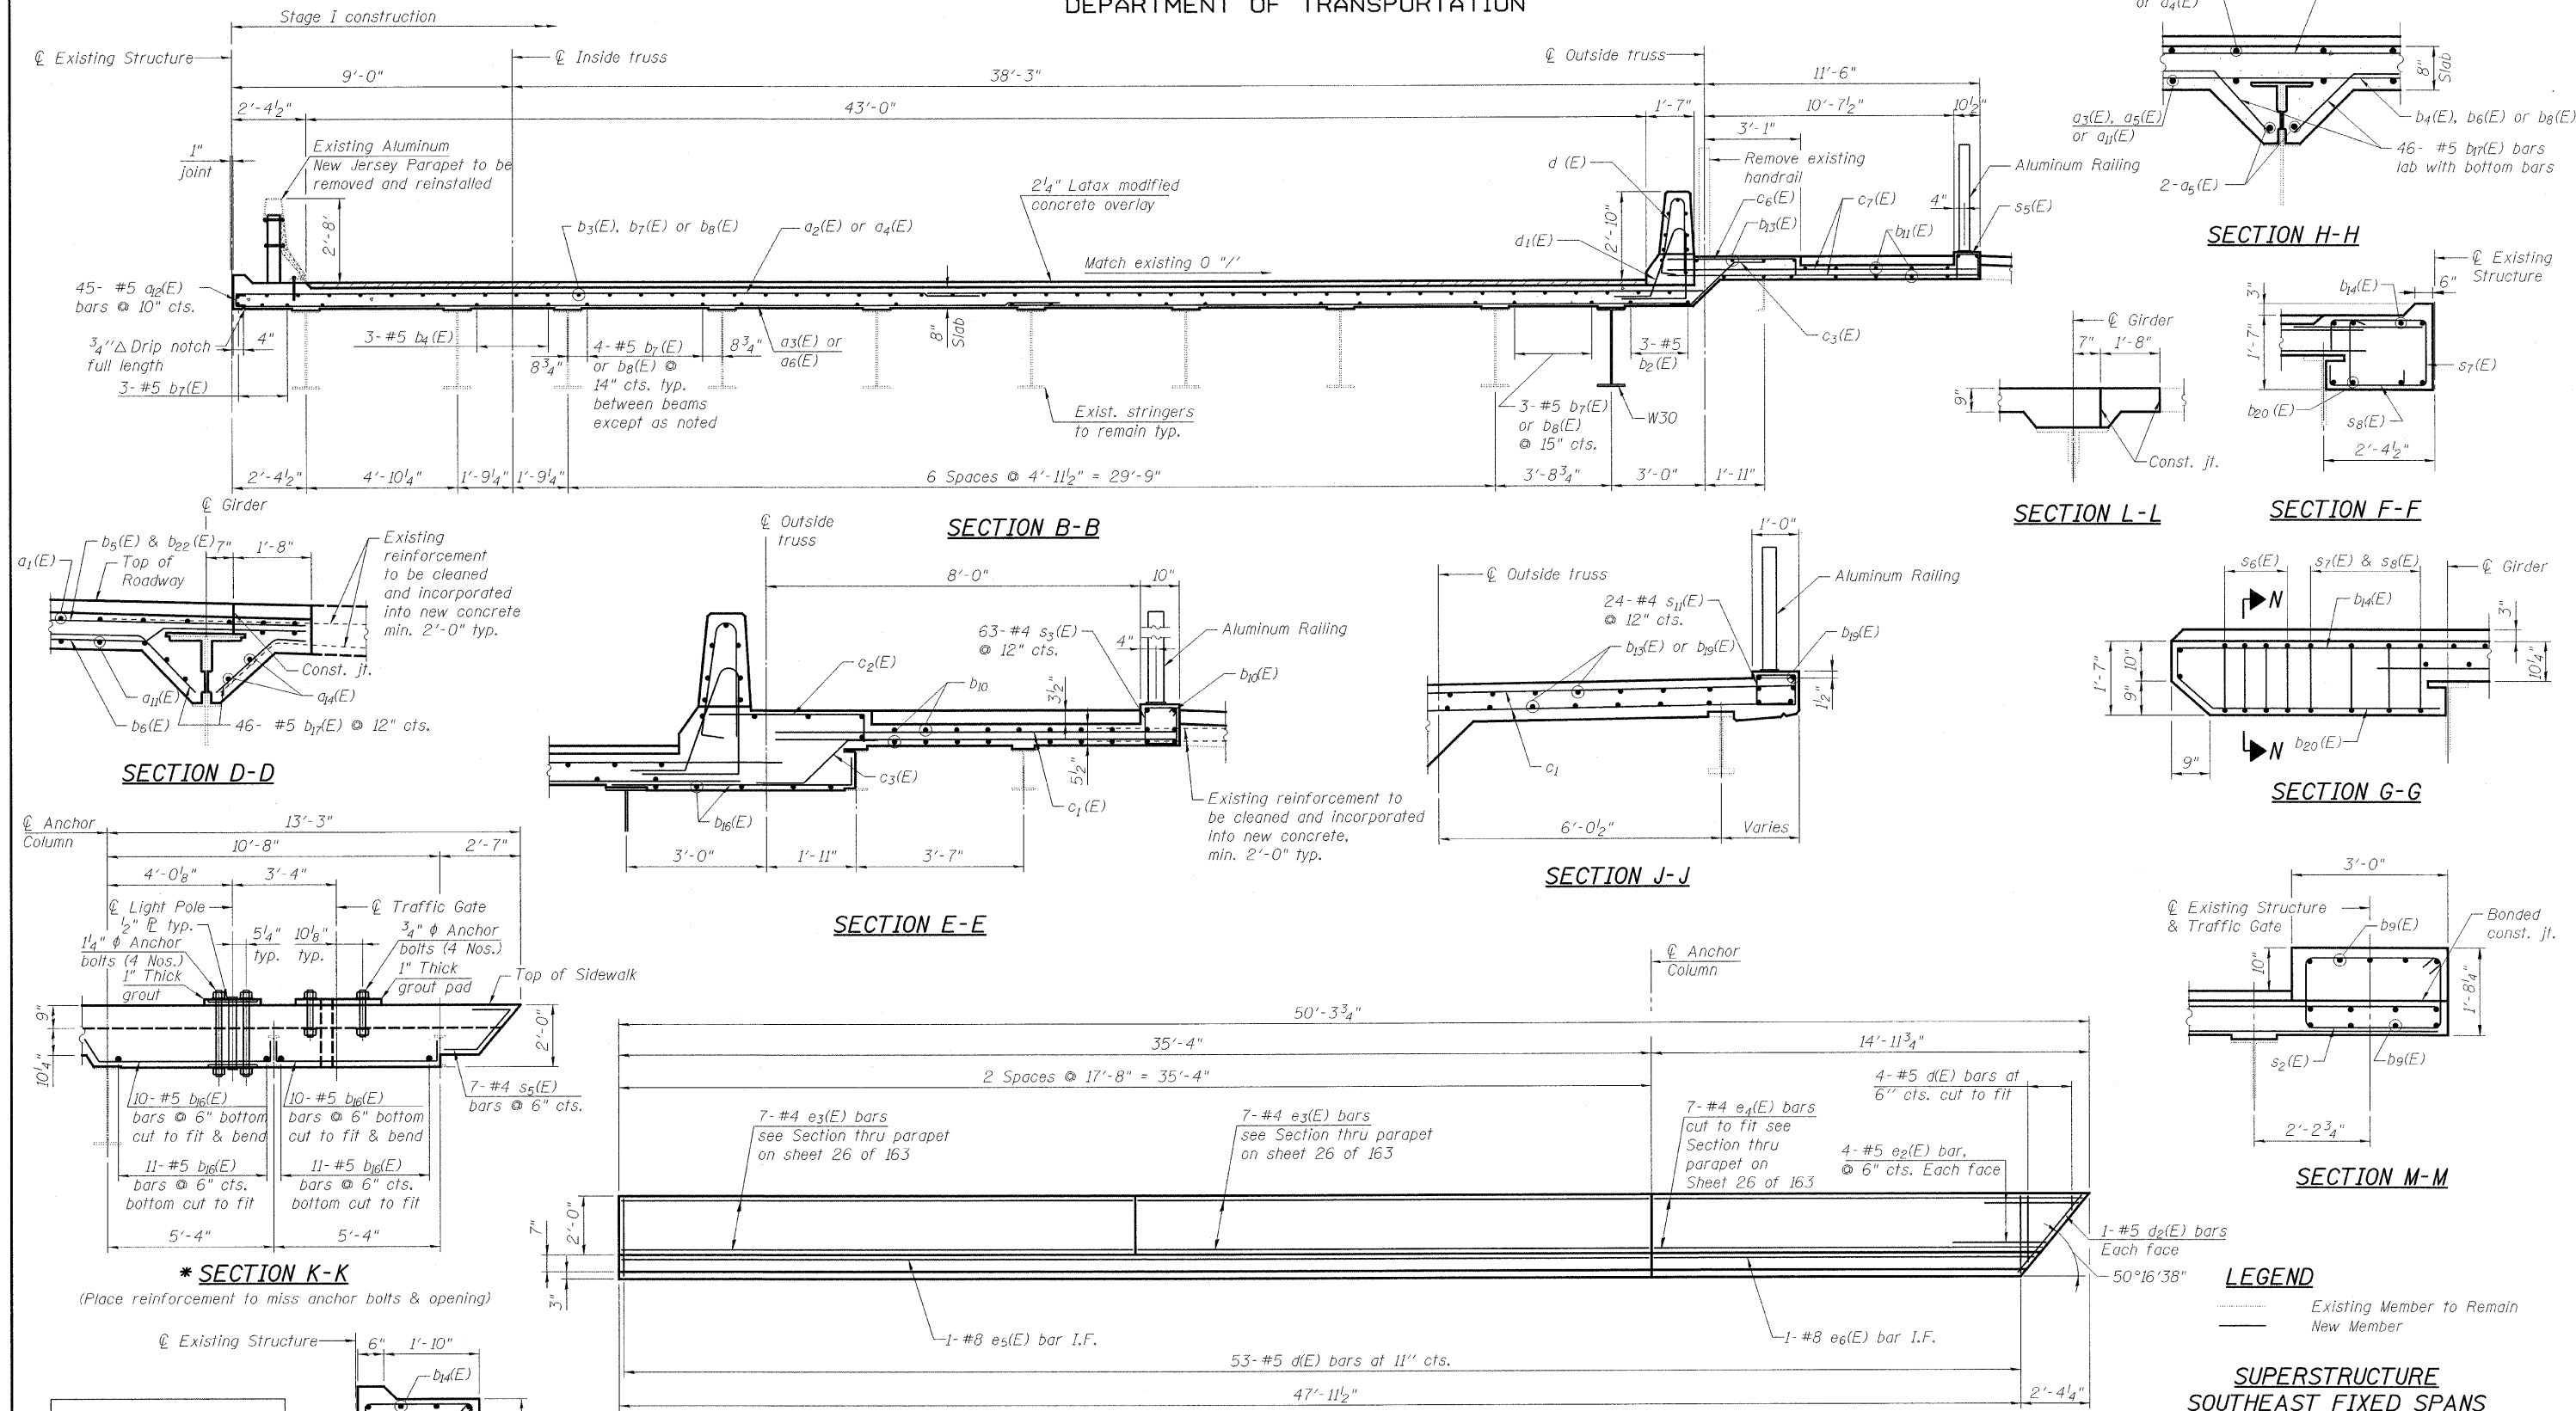 DEPARTMENT OF TRANSPORTATION
Stage I construction
℄ Existing Structure
℄ Inside truss
℄ Outside truss
9'-0"
38'-3"
11'-6"
2'-4½"
43'-0"
1'-7"
10'-7½"
10½"
3'-1"
1"
joint
Existing Aluminum
New Jersey Parapet to be
removed and reinstalled
2'-8'
2¼" Latax modified
concrete overlay
d (E)
Remove existing
handrail
Aluminum Railing
2'-10"
c6(E)
b13(E)
c7(E)
4"
s5(E)
b3(E), b7(E) or b8(E)
a2(E) or a4(E)
d1(E)
b11(E)
Match existing 0 "/'
45- #5 a12(E)
bars @ 10" cts.
¾"△ Drip notch
full length
4"
3- #5 b7(E)
3- #5 b4(E)
8¾"
4- #5 b7(E)
or b8(E) @
14" cts. typ.
between beams
except as noted
8¾"
a3(E) or
a6(E)
8"
Slab
Exist. stringers
to remain typ.
3- #5 b7(E)
or b8(E)
@ 15" cts.
3- #5
b2(E)
W30
c3(E)
2'-4½"
4'-10¼"
1'-9¼"
1'-9¼"
6 Spaces @ 4'-11½" = 29'-9"
3'-8¾"
3'-0"
1'-11"
SECTION B-B
or a4(E)
8"
Slab
a3(E), a5(E)
or a11(E)
b4(E), b6(E) or b8(E)
46- #5 b17(E) bars
lab with bottom bars
2-a5(E)
SECTION H-H
℄ Girder
7"
1'-8"
9"
Const. jt.
SECTION L-L
℄ Existing
Structure
6"
b14(E)
3"
1'-7"
s7(E)
b20 (E)
s8(E)
2'-4½"
SECTION F-F
℄ Girder
b5(E) & b22(E)
7"
1'-8"
a1(E)
Top of
Roadway
Existing
reinforcement
to be cleaned
and incorporated
into new concrete
min. 2'-0" typ.
Const. jt.
a11(E)
a14(E)
b6(E)
46- #5 b17(E) @ 12" cts.
SECTION D-D
℄ Outside
truss
8'-0"
10"
63- #4 s3(E)
@ 12" cts.
4"
Aluminum Railing
c2(E)
b10
3½"
b10(E)
c3(E)
5½"
c1(E)
b16(E)
Existing reinforcement to
be cleaned and incorporated
into new concrete.
min. 2'-0" typ.
3'-0"
1'-11"
3'-7"
SECTION E-E
1'-0"
℄ Outside truss
Aluminum Railing
24- #4 s11(E)
@ 12" cts.
b13(E) or b19(E)
b19(E)
1½"
c1
6'-0½"
Varies
SECTION J-J
s6(E)
s7(E) & s8(E)
℄ Girder
N
b14(E)
3"
1'-7"
10"
9"
10¼"
N
b20(E)
9"
SECTION G-G
℄ Anchor
Column
13'-3"
10'-8"
2'-7"
4'-0⅛"
3'-4"
℄ Light Pole
℄ Traffic Gate
½" ℄ typ.
1¼" ϕ Anchor
bolts (4 Nos.)
1" Thick
grout
5¼"
typ.
10⅛"
typ.
¾" ϕ Anchor
bolts (4 Nos.)
1" Thick
grout pad
Top of Sidewalk
9"
10¼"
2'-0"
10- #5 b16(E)
bars @ 6" bottom
cut to fit & bend
10- #5 b16(E)
bars @ 6" bottom
cut to fit & bend
7- #4 s5(E)
bars @ 6" cts.
11- #5 b16(E)
bars @ 6" cts.
bottom cut to fit
11- #5 b16(E)
bars @ 6" cts.
bottom cut to fit
5'-4"
5'-4"
* SECTION K-K
(Place reinforcement to miss anchor bolts & opening)
℄ Anchor
Column
50'-3¾"
35'-4"
14'-11¾"
2 Spaces @ 17'-8" = 35'-4"
4- #5 d(E) bars at
6" cts. cut to fit
7- #4 e3(E) bars
see Section thru parapet
on sheet 26 of 163
7- #4 e3(E) bars
see Section thru parapet
on sheet 26 of 163
7- #4 e4(E) bars
cut to fit see
Section thru
parapet on
Sheet 26 of 163
4- #5 e2(E) bar,
@ 6" cts. Each face
7"
2'-0"
3"
1- #5 d2(E) bars
Each face
50°16'38"
1- #8 e5(E) bar I.F.
1- #8 e6(E) bar I.F.
53- #5 d(E) bars at 11" cts.
47'-11½"
2'-4¼"
3'-0"
℄ Existing Structure
& Traffic Gate
b9(E)
Bonded
const. jt.
10"
1'-8¼"
s2(E)
b9(E)
2'-2¾"
SECTION M-M
LEGEND
Existing Member to Remain
New Member
℄ Existing Structure
6"
1'-10"
b14(E)
SUPERSTRUCTURE
SOUTHEAST FIXED SPANS